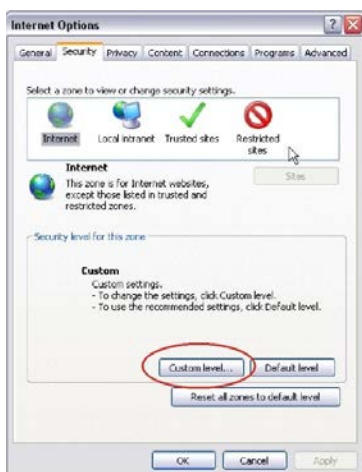 Internet Options
General Security Privacy Content Connections Programs Advanced
Select a zone to view or change security settings.
Internet Local intranet Trusted sites Restricted sites
Internet
Sites
This zone is for Internet websites,
except those listed in trusted and
restricted zones.
Security level for this zone
Custom
Custom settings.
- To change the settings, click Custom level.
- To use the recommended settings, click Default level.
Custom level... Default level
Reset all zones to default level
OK Cancel Apply